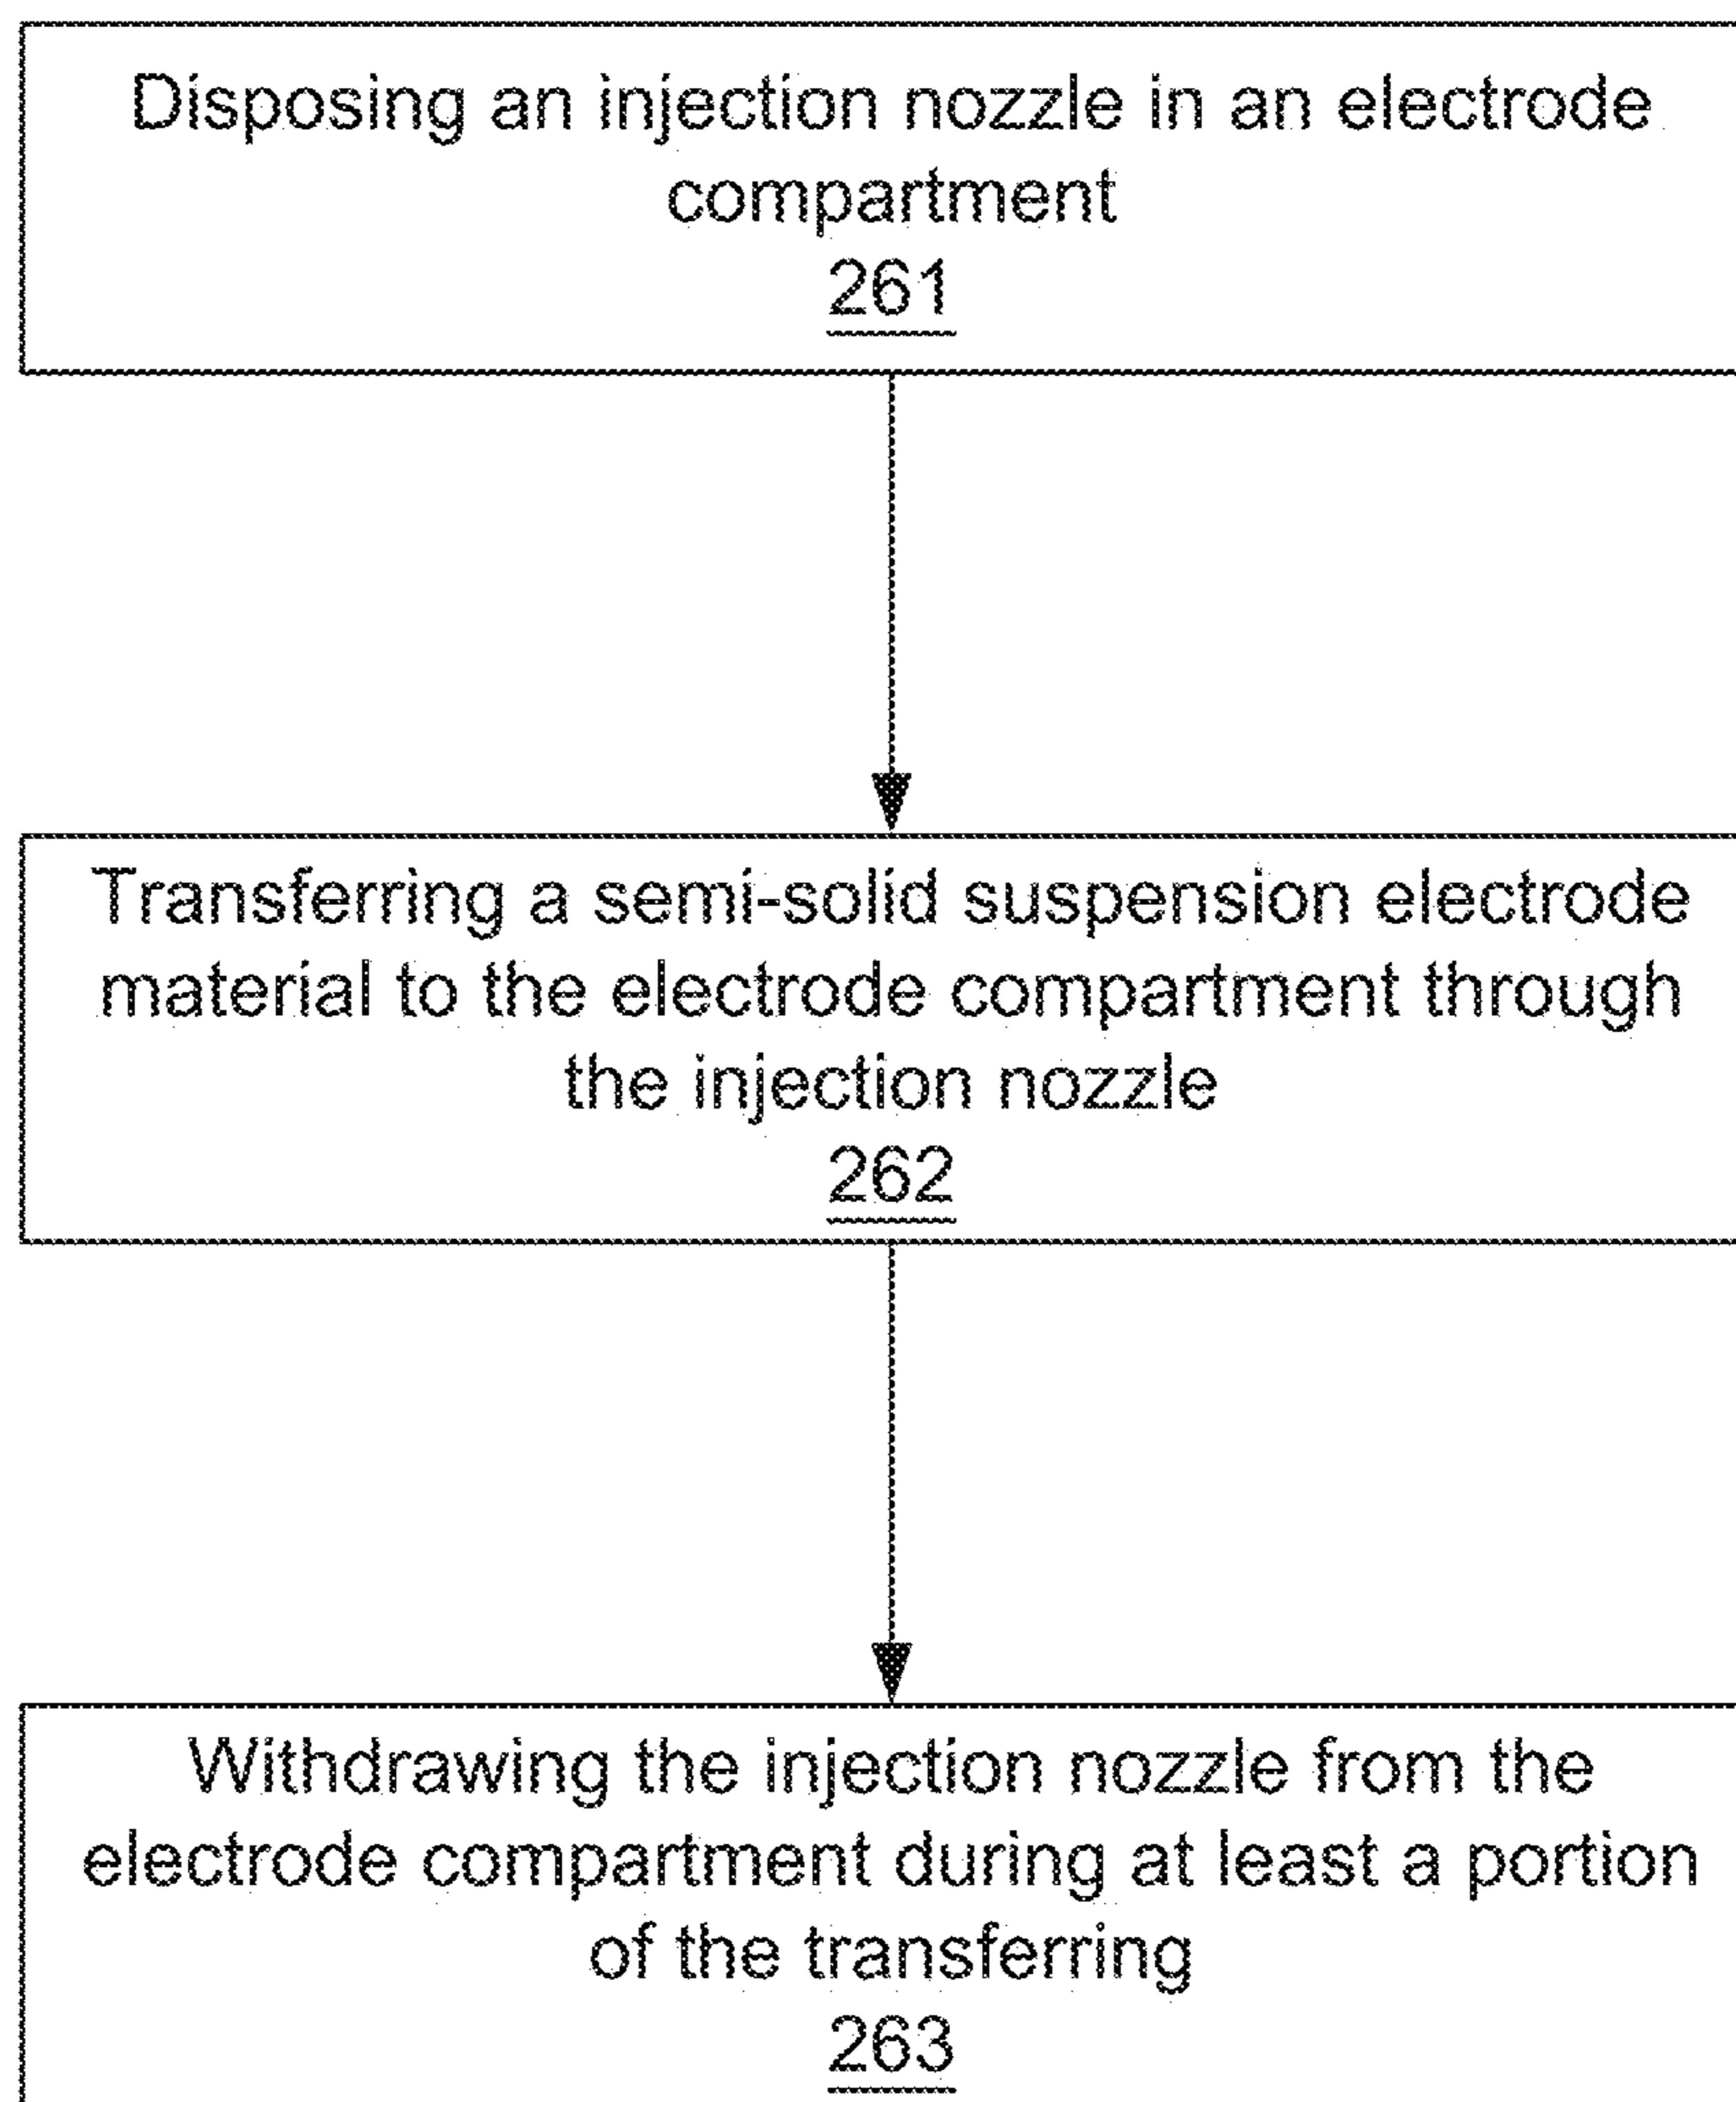 Disposing an injection nozzle in an electrode
compartment
261
Transferring a semi-solid suspension electrode
material to the electrode compartment through
the injection nozzle
262
Withdrawing the injection nozzle from the
electrode compartment during at least a portion
of the transferring
263